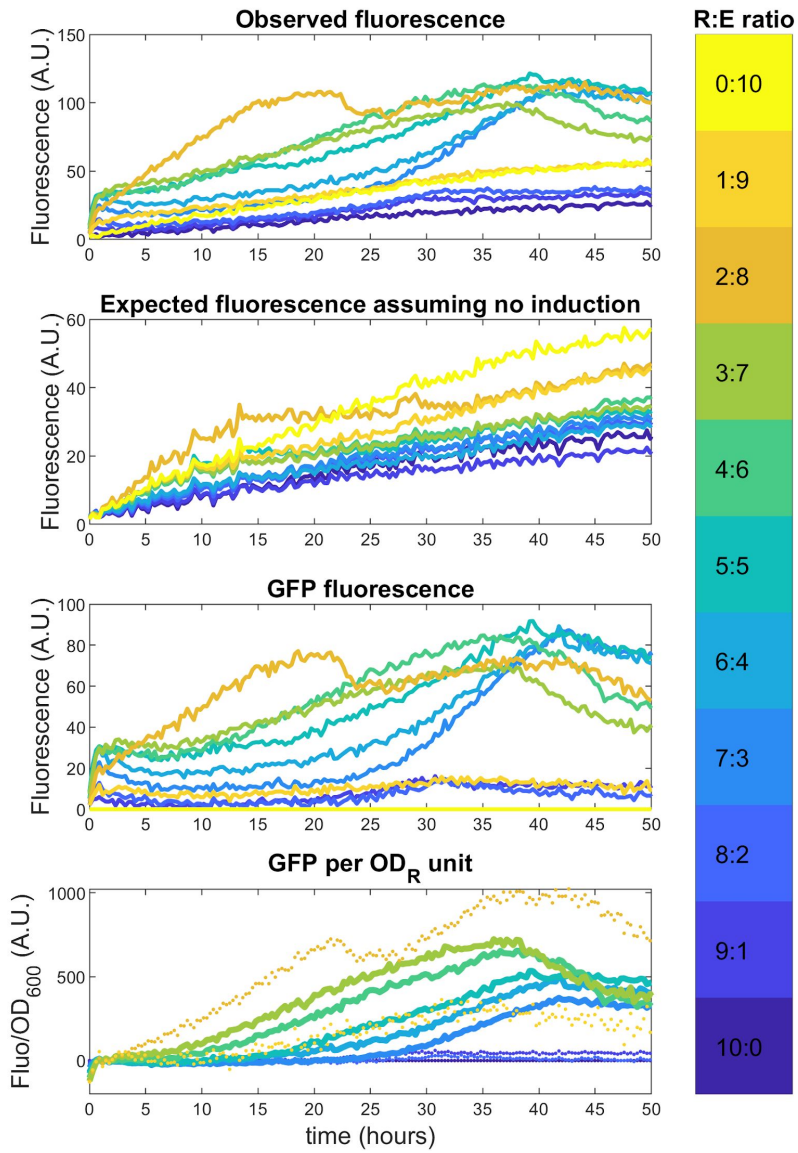 Observed fluorescence
R:E ratio
Fluorescence (A.U.)
150
100
50
0
0 5 10 15 20 25 30 35 40 45 50
Expected fluorescence assuming no induction
Fluorescence (A.U.)
60
40
20
0
0 5 10 15 20 25 30 35 40 45 50
GFP fluorescence
Fluorescence (A.U.)
100
80
60
40
20
0
0 5 10 15 20 25 30 35 40 45 50
GFP per OD_R unit
Fluo/OD_600 (A.U.)
1000
500
0
0 5 10 15 20 25 30 35 40 45 50
time (hours)
0:10
1:9
2:8
3:7
4:6
5:5
6:4
7:3
8:2
9:1
10:0